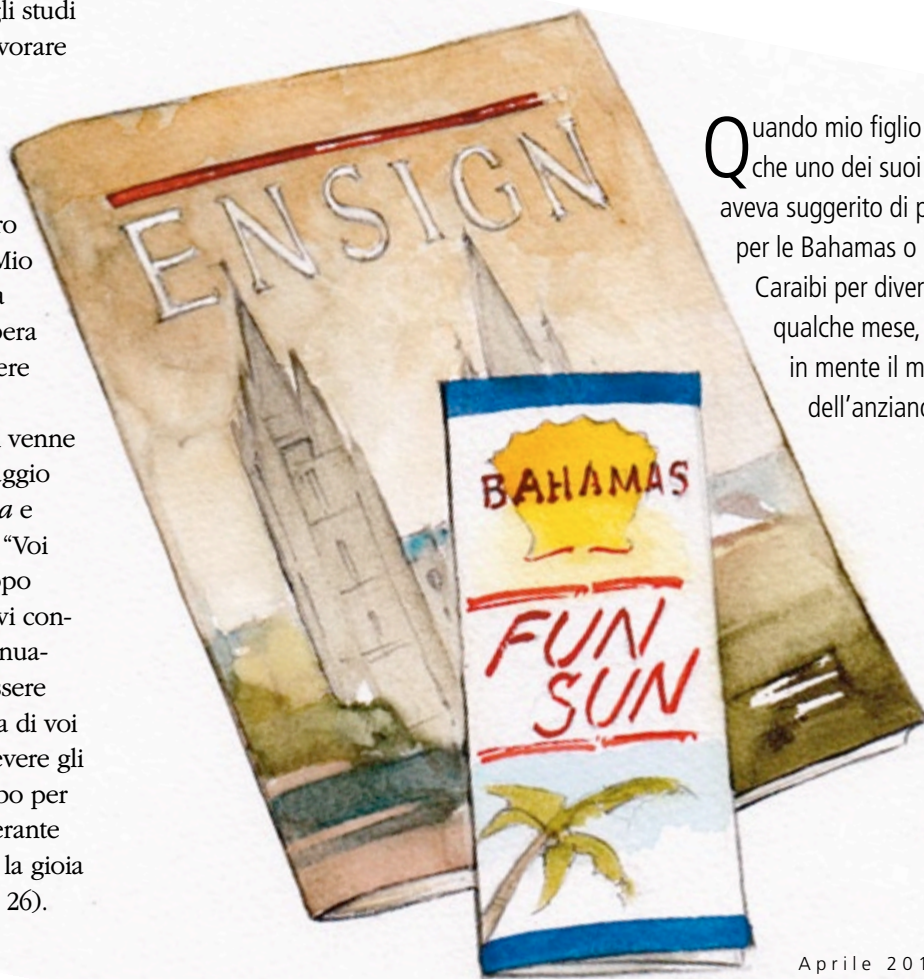 gli studi
vorare
ro
Mio
a
pera
ere
venne
ggio
a e
“Voi
opo
vi con-
nua-
ssere
a di voi
evere gli
po per
erante
la gioia
26).
ENSIGN
BAHAMAS
FUN
SUN
Quando mio figlio
che uno dei suoi
aveva suggerito di p
per le Bahamas o
Caraibi per diver
qualche mese,
in mente il m
dell’anziano
Aprile 201